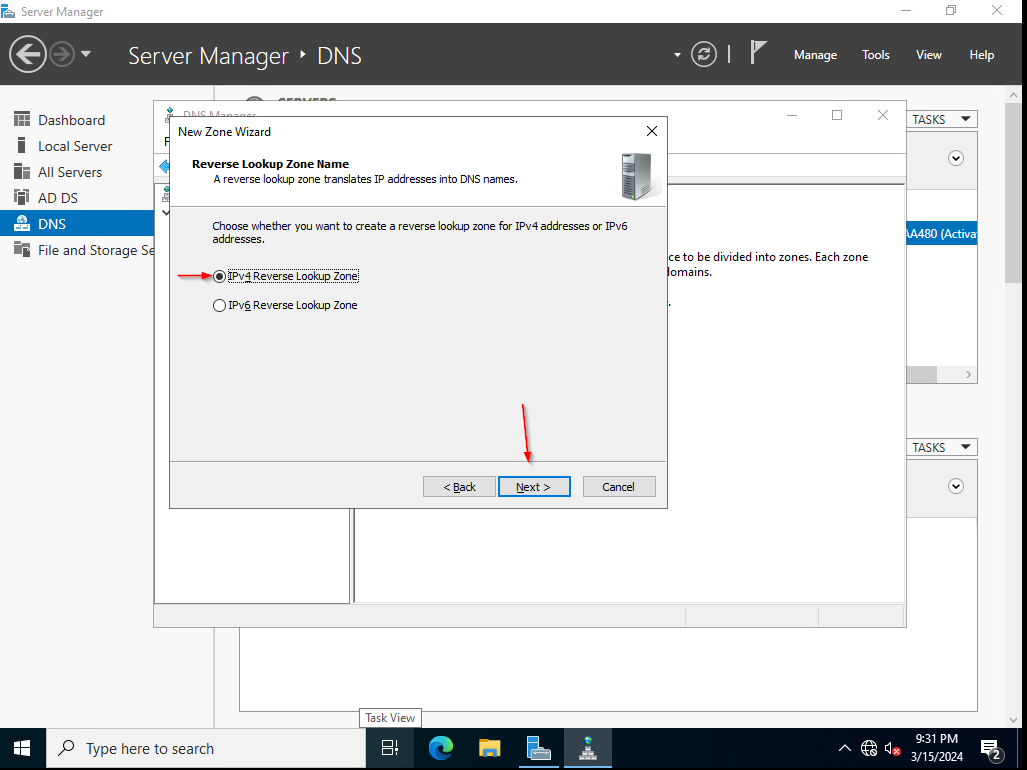 Server Manager
Server Manager ‣ DNS
Manage Tools View Help
Dashboard
Local Server
All Servers
AD DS
DNS
File and Storage Se
SERVERS
TASKS
DNS Manager
New Zone Wizard
Reverse Lookup Zone Name
A reverse lookup zone translates IP addresses into DNS names.
Choose whether you want to create a reverse lookup zone for IPv4 addresses or IPv6
addresses.
IPv4 Reverse Lookup Zone
IPv6 Reverse Lookup Zone
< Back Next > Cancel
AA480 (Activa
ce to be divided into zones. Each zone
domains.
TASKS
Task View
Type here to search
9:31 PM
3/15/2024
2